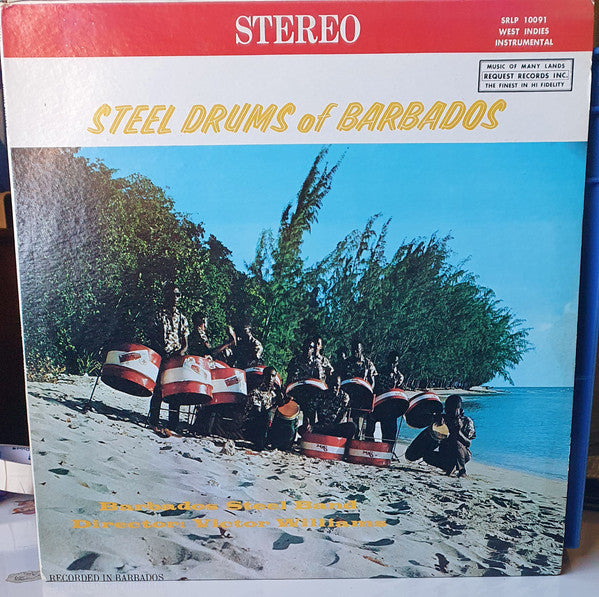 STEREO
SRLP 10091
WEST INDIES
INSTRUMENTAL
MUSIC OF MANY LANDS
REQUEST RECORDS INC.
THE FINEST IN HI FIDELITY
STEEL DRUMS of BARBADOS
Barbados Steel Band
Director: Victor Williams
RECORDED IN BARBADOS